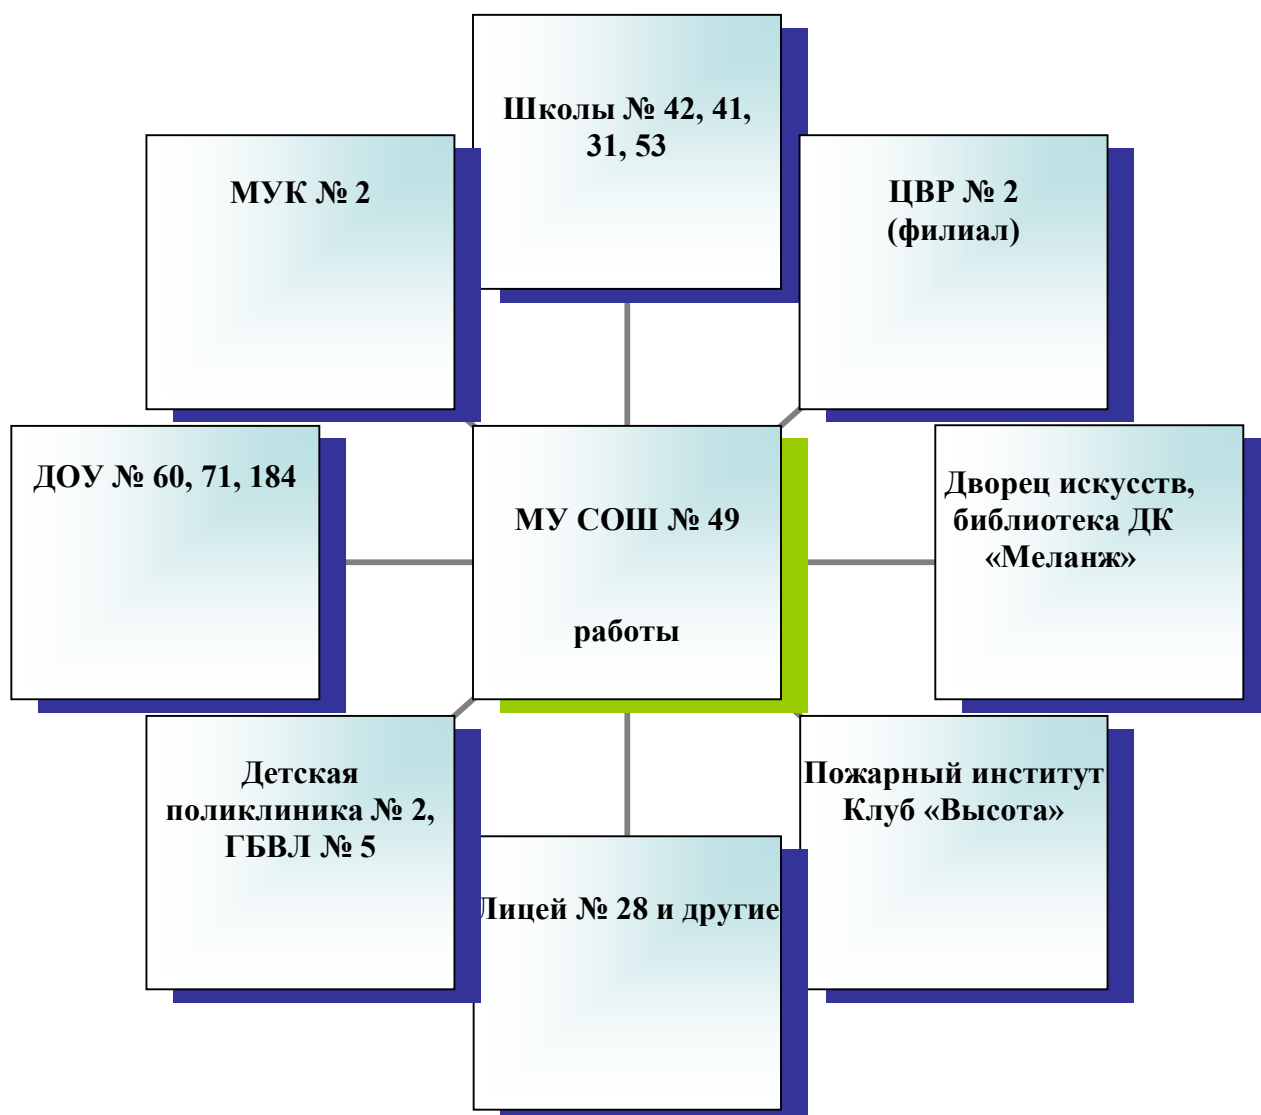 Школы № 42, 41,
31, 53
МУК № 2
ЦВР № 2
(филиал)
ДОУ № 60, 71, 184
МУ СОШ № 49
работы
Дворец искусств,
библиотека ДК
«Меланж»
Детская
поликлиника № 2,
ГБВЛ № 5
Пожарный институт
Клуб «Высота»
Лицей № 28 и другие